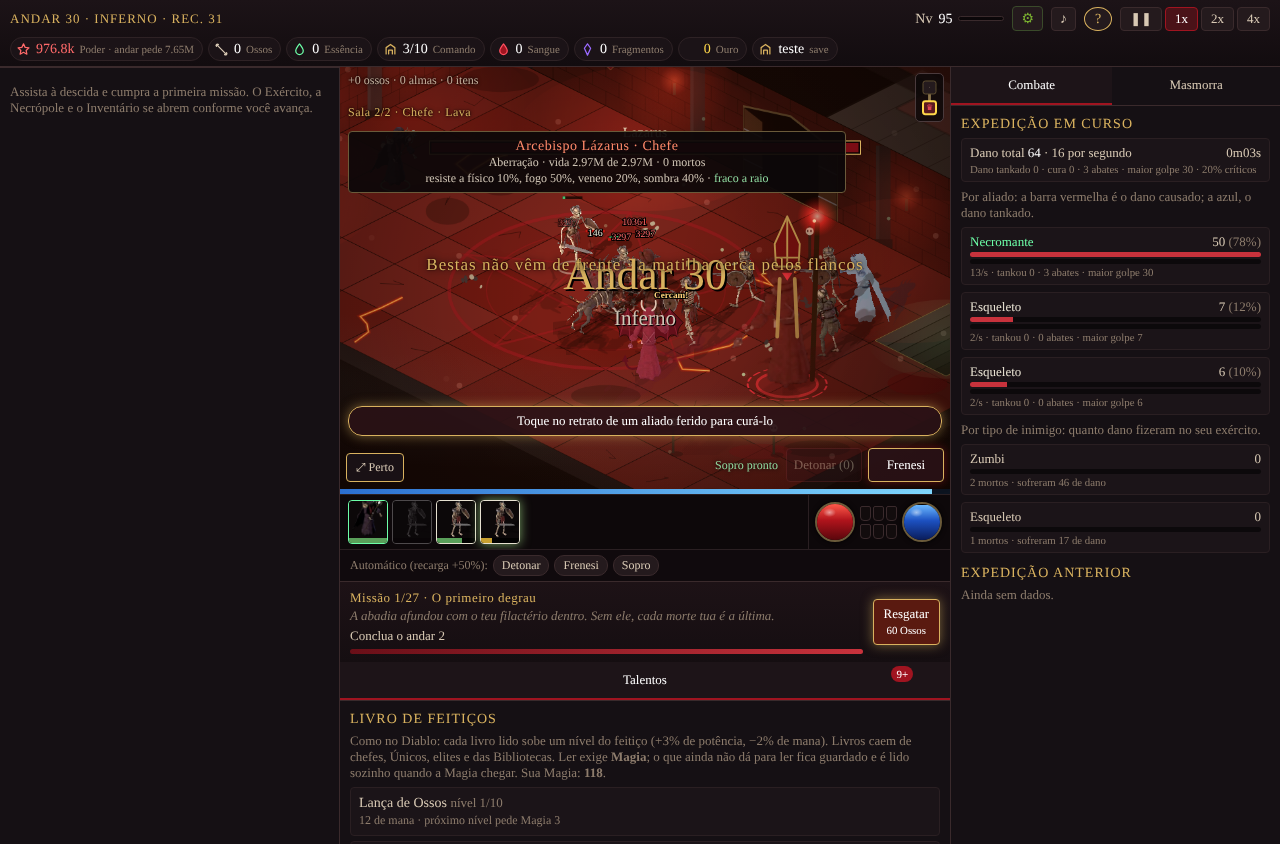 ANDAR 30 · INFERNO · REC. 31
Nv 95
?
1x
2x
4x
976.8k Poder · andar pede 7.65M
0 Ossos
0 Essência
3/10 Comando
0 Sangue
0 Fragmentos
0 Ouro
teste save
Assista à descida e cumpra a primeira missão. O Exército, a
Necrópole e o Inventário se abrem conforme você avança.
+0 ossos · 0 almas · 0 itens
Sala 2/2 · Chefe · Lava
Arcebispo Lázarus · Chefe
Aberração · vida 2.97M de 2.97M · 0 mortos
resiste a físico 10%, fogo 50%, veneno 20%, sombra 40% · fraco a raio
10361
146
3297
Bestas não vêm de frente: a matilha cerca pelos flancos
Andar 30
Cercam!
Inferno
Toque no retrato de um aliado ferido para curá-lo
Perto
Sopro pronto
Detonar (0)
Frenesi
Automático (recarga +50%):
Detonar
Frenesi
Sopro
Missão 1/27 · O primeiro degrau
A abadia afundou com o teu filactério dentro. Sem ele, cada morte tua é a última.
Conclua o andar 2
Resgatar
60 Ossos
Talentos
9+
LIVRO DE FEITIÇOS
Como no Diablo: cada livro lido sobe um nível do feitiço (+3% de potência, −2% de mana). Livros caem de
chefes, Únicos, elites e das Bibliotecas. Ler exige Magia; o que ainda não dá para ler fica guardado e é lido
sozinho quando a Magia chegar. Sua Magia: 118.
Lança de Ossos nível 1/10
12 de mana · próximo nível pede Magia 3
Combate
Masmorra
EXPEDIÇÃO EM CURSO
Dano total 64 · 16 por segundo
0m03s
Dano tankado 0 · cura 0 · 3 abates · maior golpe 30 · 20% críticos
Por aliado: a barra vermelha é o dano causado; a azul, o
dano tankado.
Necromante
50 (78%)
13/s · tankou 0 · 3 abates · maior golpe 30
Esqueleto
7 (12%)
2/s · tankou 0 · 0 abates · maior golpe 7
Esqueleto
6 (10%)
2/s · tankou 0 · 0 abates · maior golpe 6
Por tipo de inimigo: quanto dano fizeram no seu exército.
Zumbi
0
2 mortos · sofreram 46 de dano
Esqueleto
0
1 mortos · sofreram 17 de dano
EXPEDIÇÃO ANTERIOR
Ainda sem dados.